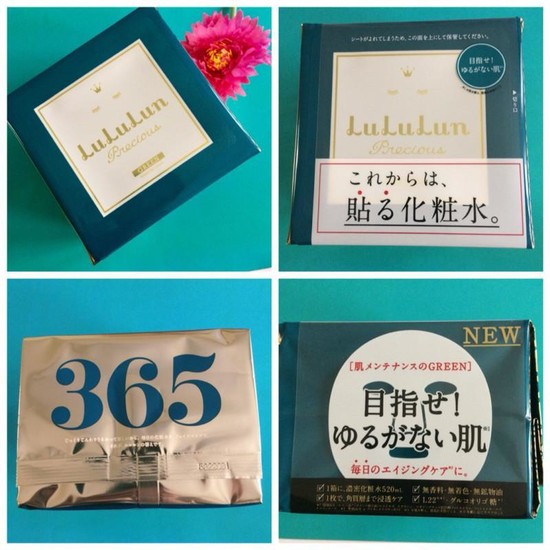 LuLuLun
Precious
GREEN
シートがよれてしまうため、この面を上にして保管してください。
目指せ!
ゆるがない肌
LuLuLun
Precious
これからは、
貼る化粧水。
365
NEW
[肌メンテナンスのGREEN]
目指せ!
ゆるがない肌
毎日のエイジングケアに。
1箱に、濃密化粧水520ml
無香料・無着色・無鉱物油
1枚で、角質層まで浸透ケア
グルコオリゴ糖